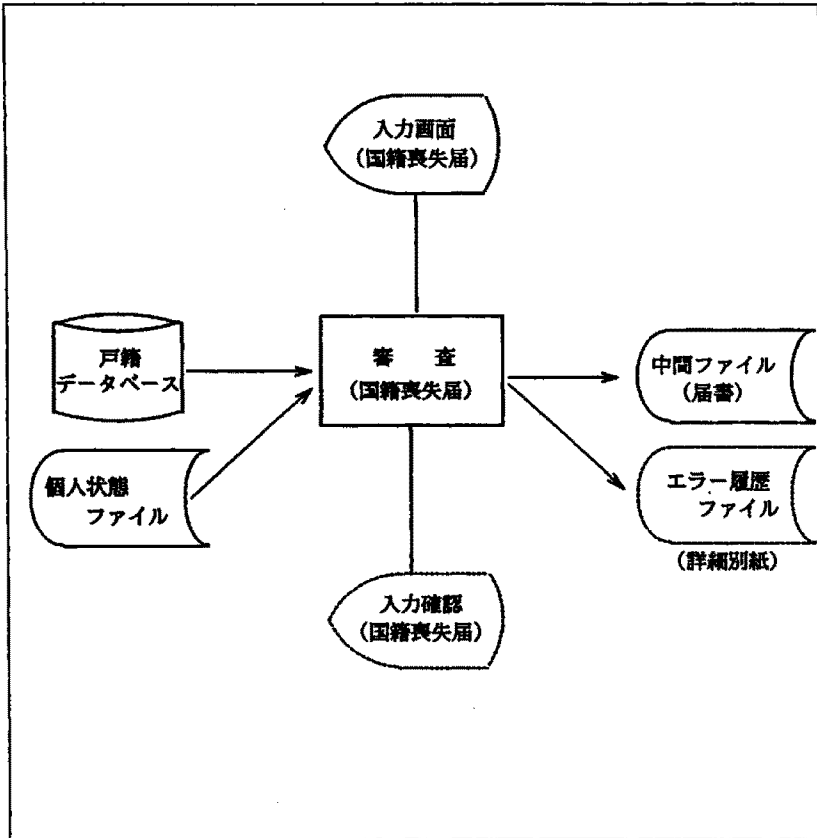 入力画面
(国籍喪失届)
戸籍
データベース
審　査
(国籍喪失届)
中間ファイル
(届書)
個人状態
ファイル
エラー履歴
ファイル
(詳細別紙)
入力確認
(国籍喪失届)